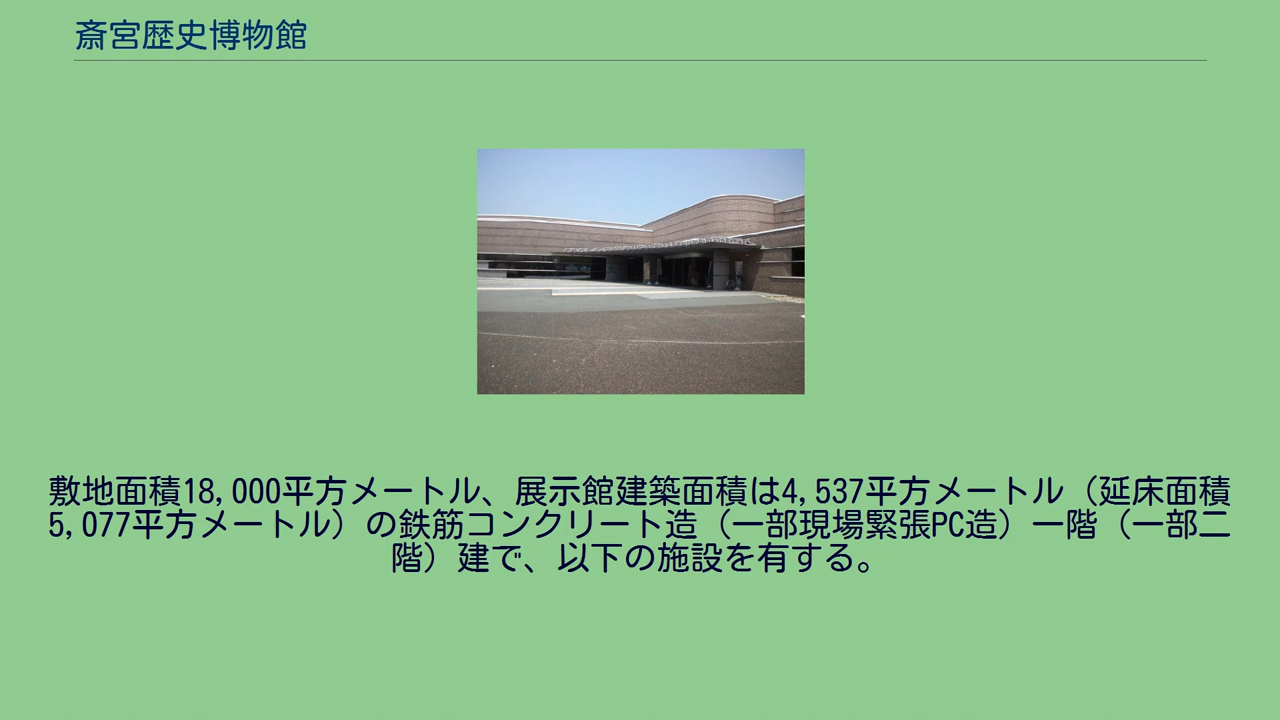 斎宮歴史博物館
敷地面積18,000平方メートル、展示館建築面積は4,537平方メートル（延床面積
5,077平方メートル）の鉄筋コンクリート造（一部現場緊張PC造）一階（一部二
階）建で、以下の施設を有する。